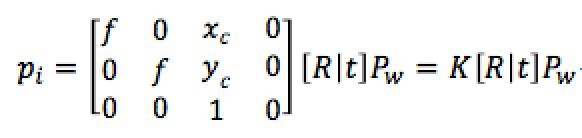 p_i = [f 0 x_c 0; 0 f y_c 0; 0 0 1 0] [R|t]P_w = K[R|t]P_w